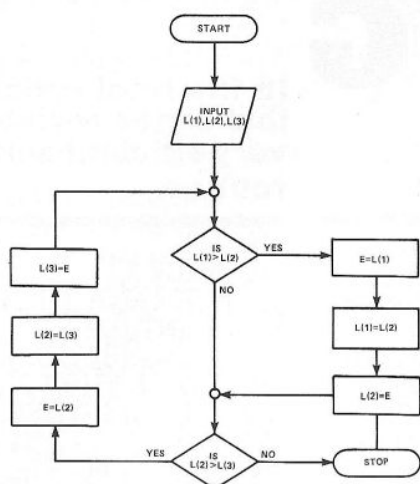 START
INPUT
L(1),L(2),L(3)
IS
L(1)>L(2)
YES
NO
E=L(1)
L(1)=L(2)
L(2)=E
L(3)=E
L(2)=L(3)
E=L(2)
YES
IS
L(2)>L(3)
NO
STOP